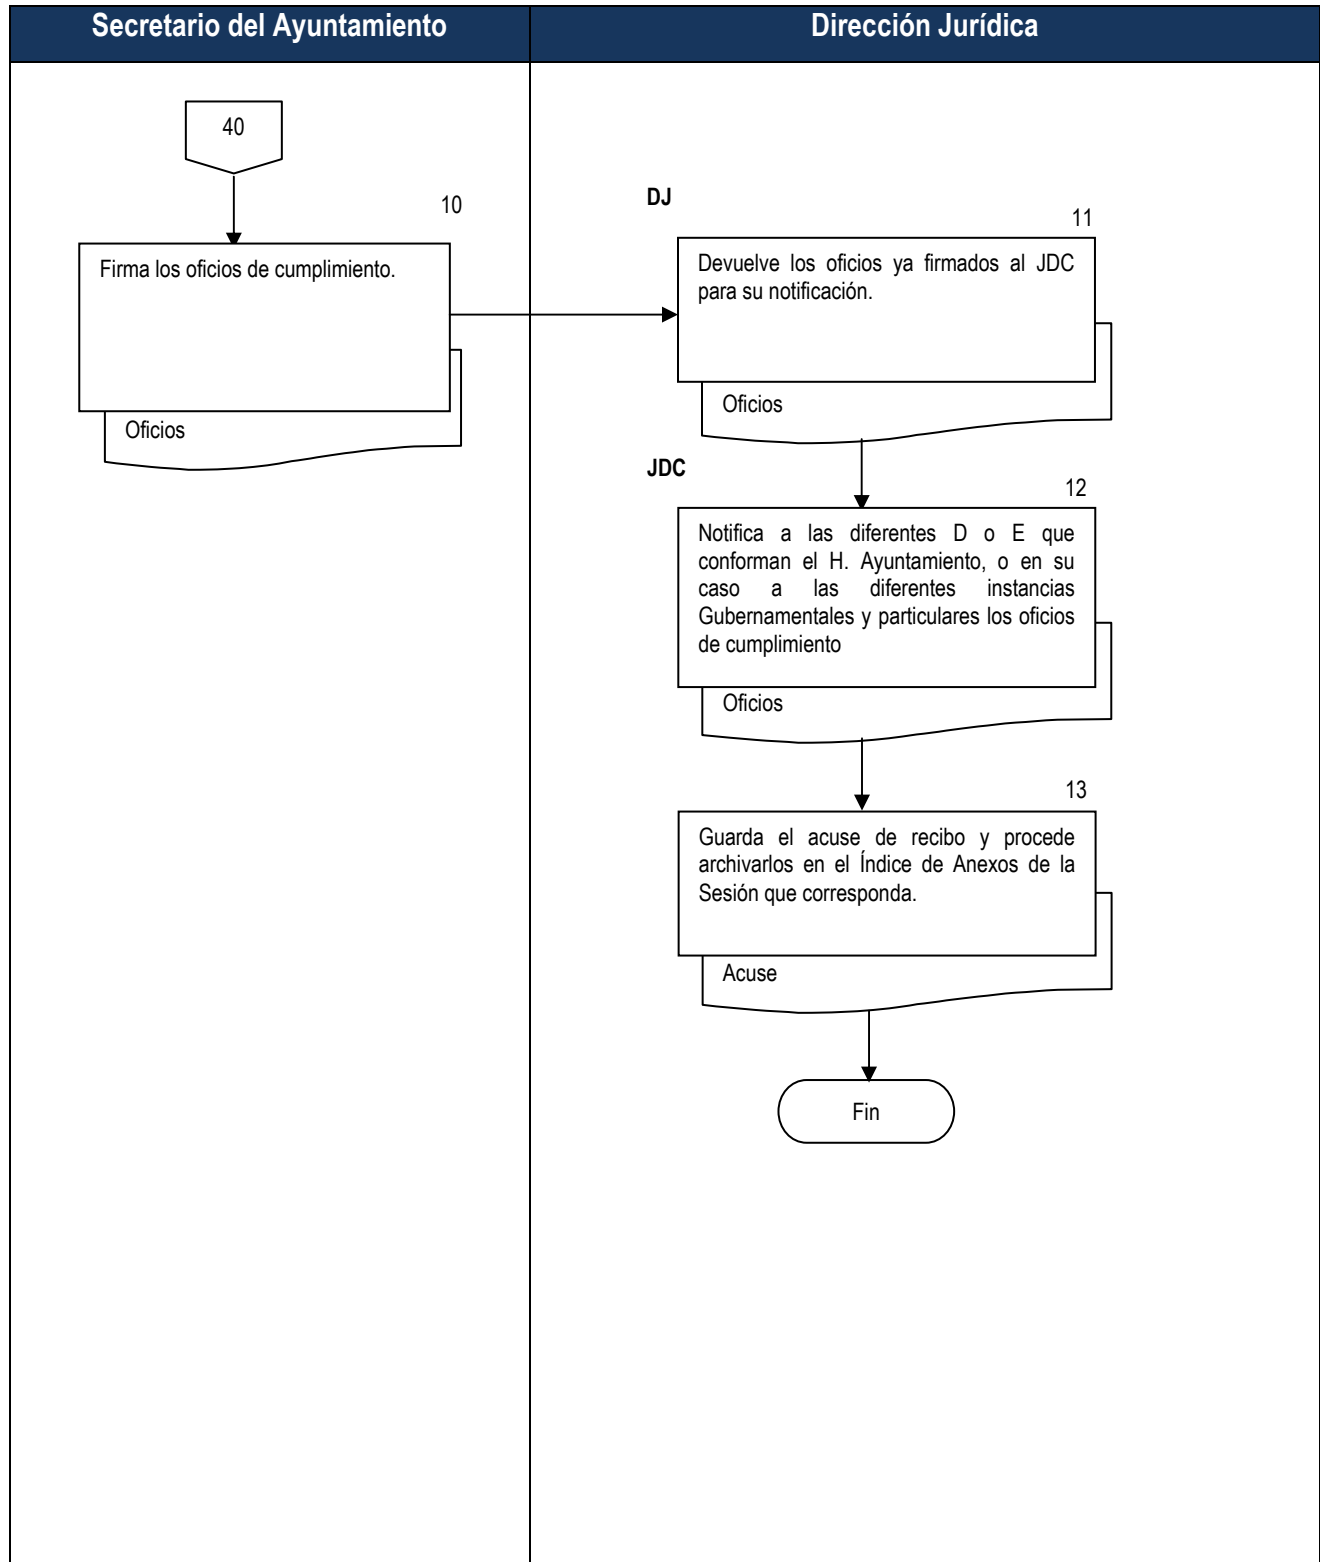 Secretario del Ayuntamiento
Dirección Jurídica
40
10
Firma los oficios de cumplimiento.
Oficios
DJ
11
Devuelve los oficios ya firmados al JDC
para su notificación.
Oficios
JDC
12
Notifica a las diferentes D o E que
conforman el H. Ayuntamiento, o en su
caso a las diferentes instancias
Gubernamentales y particulares los oficios
de cumplimiento
Oficios
13
Guarda el acuse de recibo y procede
archivarlos en el Índice de Anexos de la
Sesión que corresponda.
Acuse
Fin